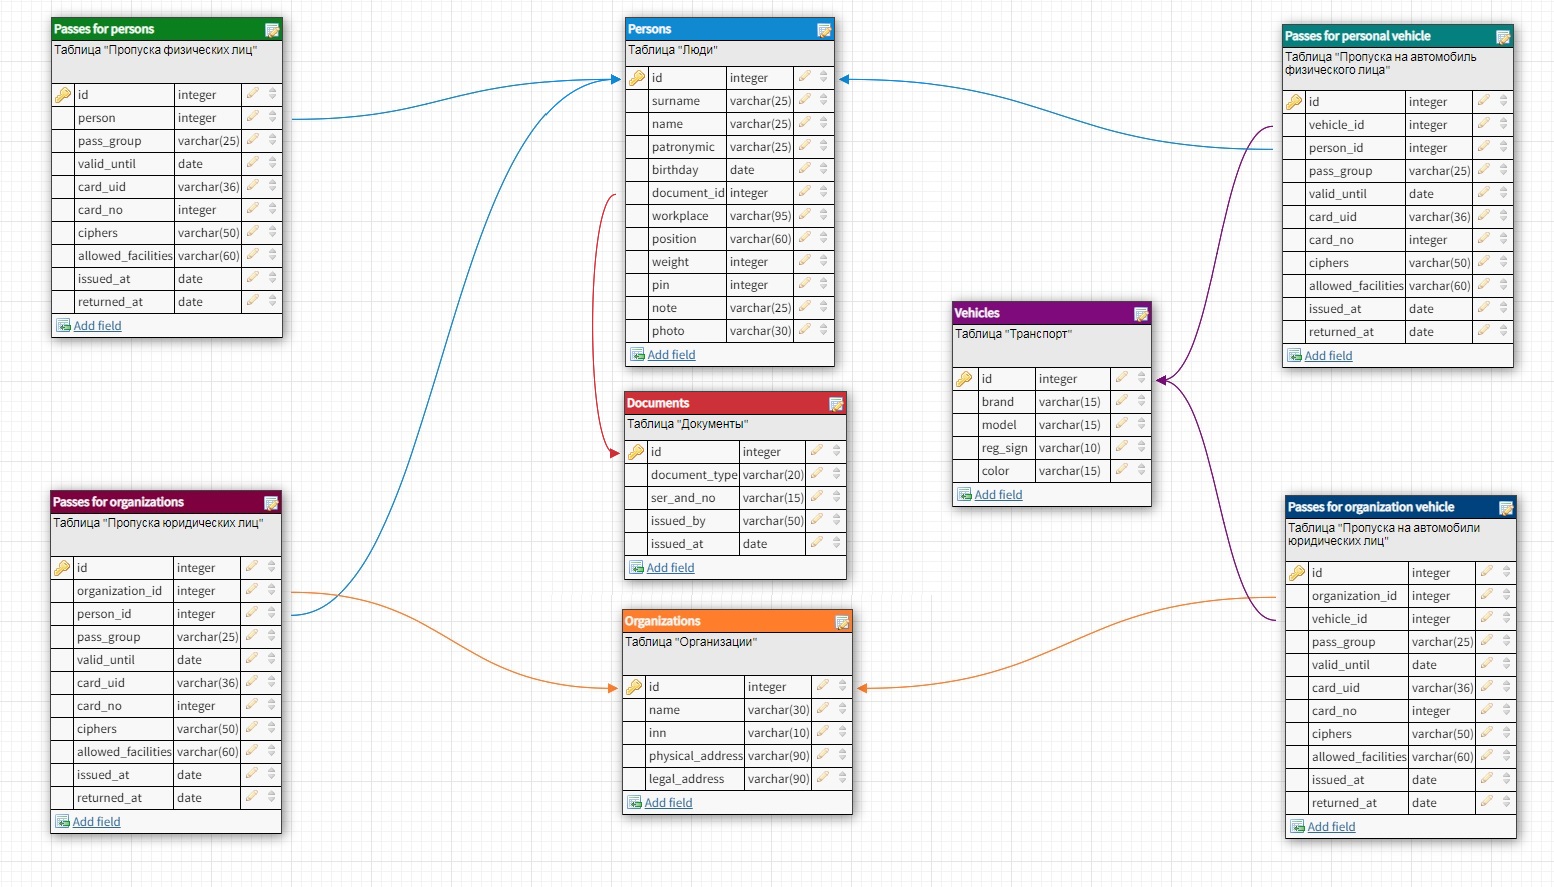 Passes for persons
Таблица "Пропуска физических лиц"
id integer
person integer
pass_group varchar(25)
valid_until date
card_uid varchar(36)
card_no integer
ciphers varchar(50)
allowed_facilities varchar(60)
issued_at date
returned_at date
Add field
Persons
Таблица "Люди"
id integer
surname varchar(25)
name varchar(25)
patronymic varchar(25)
birthday date
document_id integer
workplace varchar(95)
position varchar(60)
weight integer
pin integer
note varchar(25)
photo varchar(30)
Add field
Passes for personal vehicle
Таблица "Пропуска на автомобиль
физического лица"
id integer
vehicle_id integer
person_id integer
pass_group varchar(25)
valid_until date
card_uid varchar(36)
card_no integer
ciphers varchar(50)
allowed_facilities varchar(60)
issued_at date
returned_at date
Add field
Vehicles
Таблица "Транспорт"
id integer
brand varchar(15)
model varchar(15)
reg_sign varchar(10)
color varchar(15)
Add field
Documents
Таблица "Документы"
id integer
document_type varchar(20)
ser_and_no varchar(15)
issued_by varchar(50)
issued_at date
Add field
Passes for organizations
Таблица "Пропуска юридических лиц"
id integer
organization_id integer
person_id integer
pass_group varchar(25)
valid_until date
card_uid varchar(36)
card_no integer
ciphers varchar(50)
allowed_facilities varchar(60)
issued_at date
returned_at date
Add field
Organizations
Таблица "Организации"
id integer
name varchar(30)
inn varchar(10)
physical_address varchar(90)
legal_address varchar(90)
Add field
Passes for organization vehicle
Таблица "Пропуска на автомобили
юридических лиц"
id integer
organization_id integer
vehicle_id integer
pass_group varchar(25)
valid_until date
card_uid varchar(36)
card_no integer
ciphers varchar(50)
allowed_facilities varchar(60)
issued_at date
returned_at date
Add field